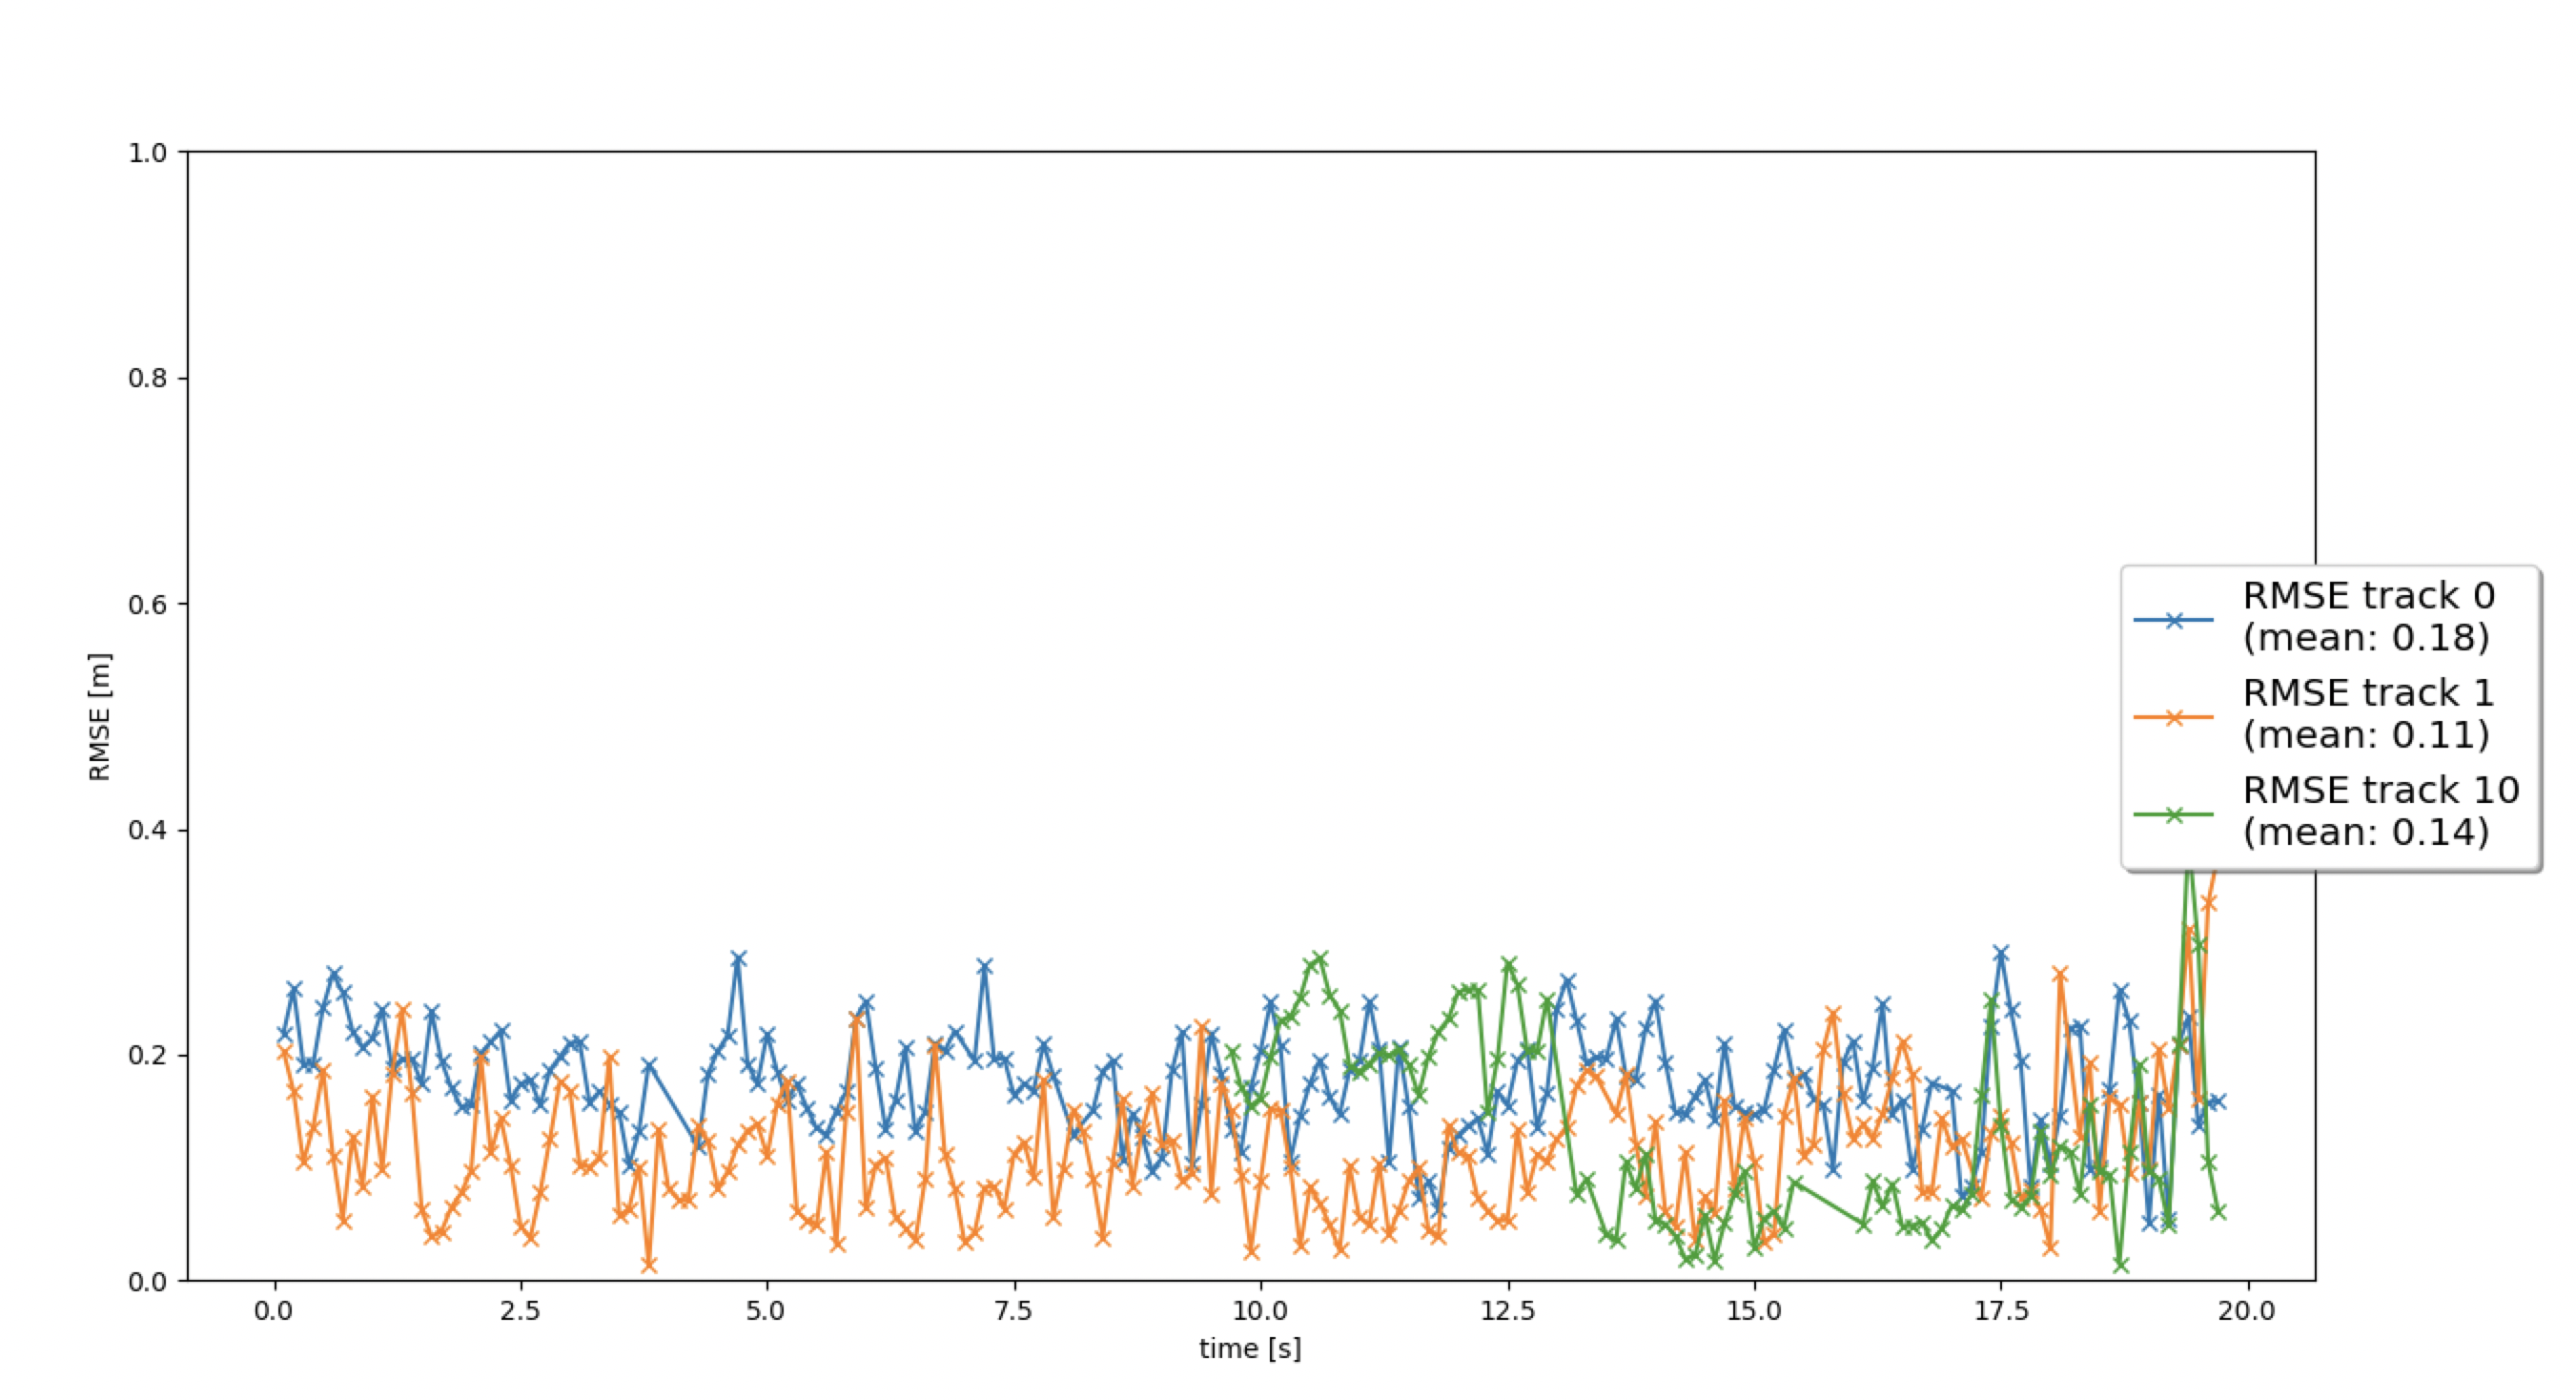 1.0
0.8
0.6
0.4
0.2
0.0
RMSE [m]
0.0 2.5 5.0 7.5 10.0 12.5 15.0 17.5 20.0
time [s]
RMSE track 0
(mean: 0.18)
RMSE track 1
(mean: 0.11)
RMSE track 10
(mean: 0.14)